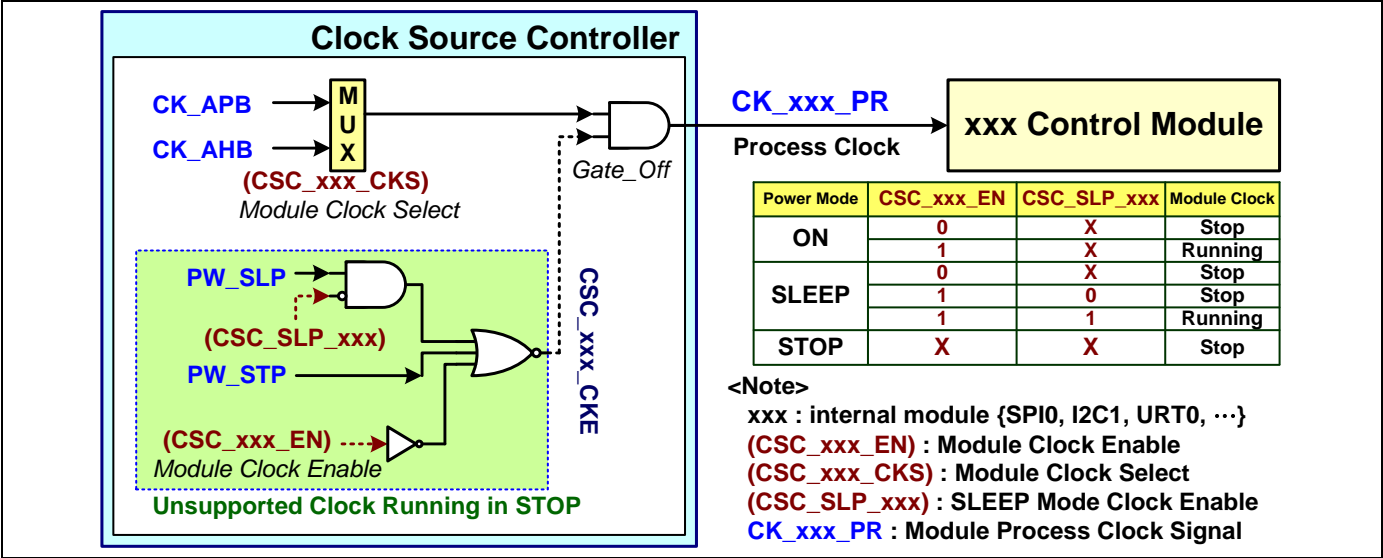 Clock Source Controller
CK_APB
CK_AHB
MUX
(CSC_xxx_CKS)
Module Clock Select
Gate_Off
CK_xxx_PR
Process Clock
xxx Control Module
PW_SLP
(CSC_SLP_xxx)
PW_STP
(CSC_xxx_EN)
Module Clock Enable
CSC_xxx_CKE
Unsupported Clock Running in STOP
Power Mode CSC_xxx_EN CSC_SLP_xxx Module Clock
ON 0 X Stop
1 X Running
SLEEP 0 X Stop
1 0 Stop
1 1 Running
STOP X X Stop
<Note>
xxx : internal module {SPI0, I2C1, URT0, ⋯}
(CSC_xxx_EN) : Module Clock Enable
(CSC_xxx_CKS) : Module Clock Select
(CSC_SLP_xxx) : SLEEP Mode Clock Enable
CK_xxx_PR : Module Process Clock Signal